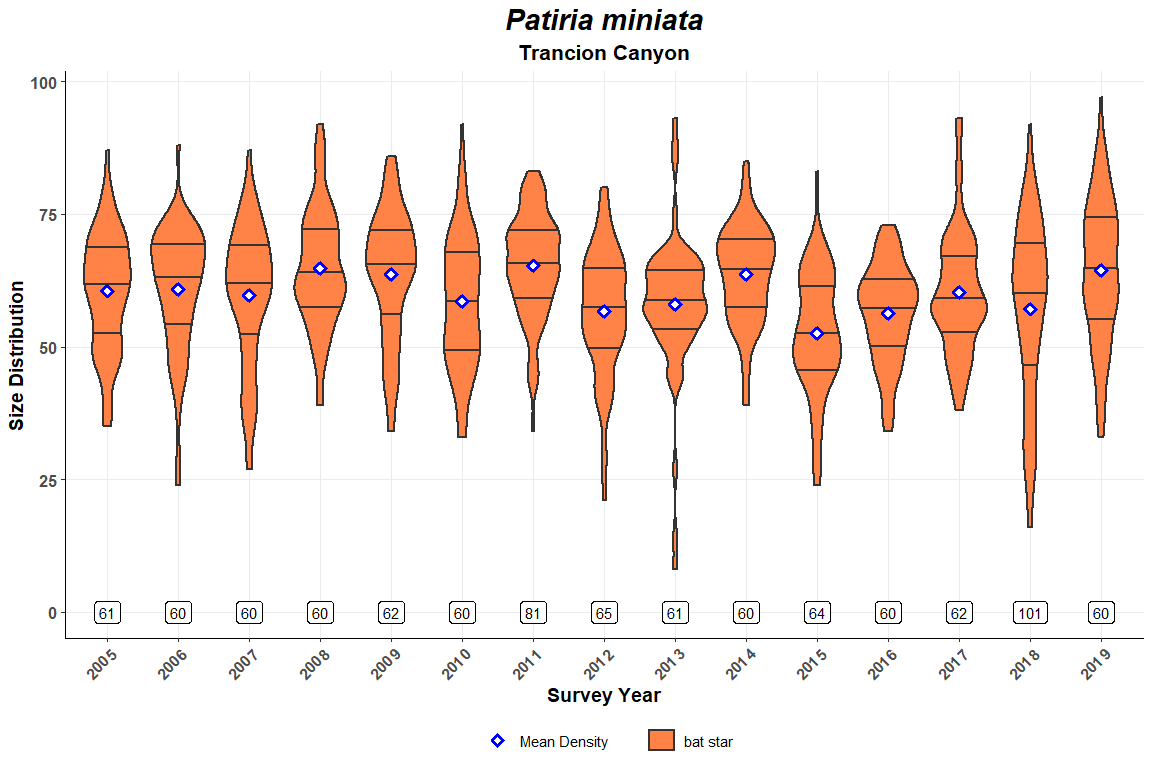 Patiria miniata
Trancion Canyon
100
75
50
25
0
Size Distribution
61 60 60 60 62 60 81 65 61 60 64 60 62 101 60
2005 2006 2007 2008 2009 2010 2011 2012 2013 2014 2015 2016 2017 2018 2019
Survey Year
Mean Density bat star